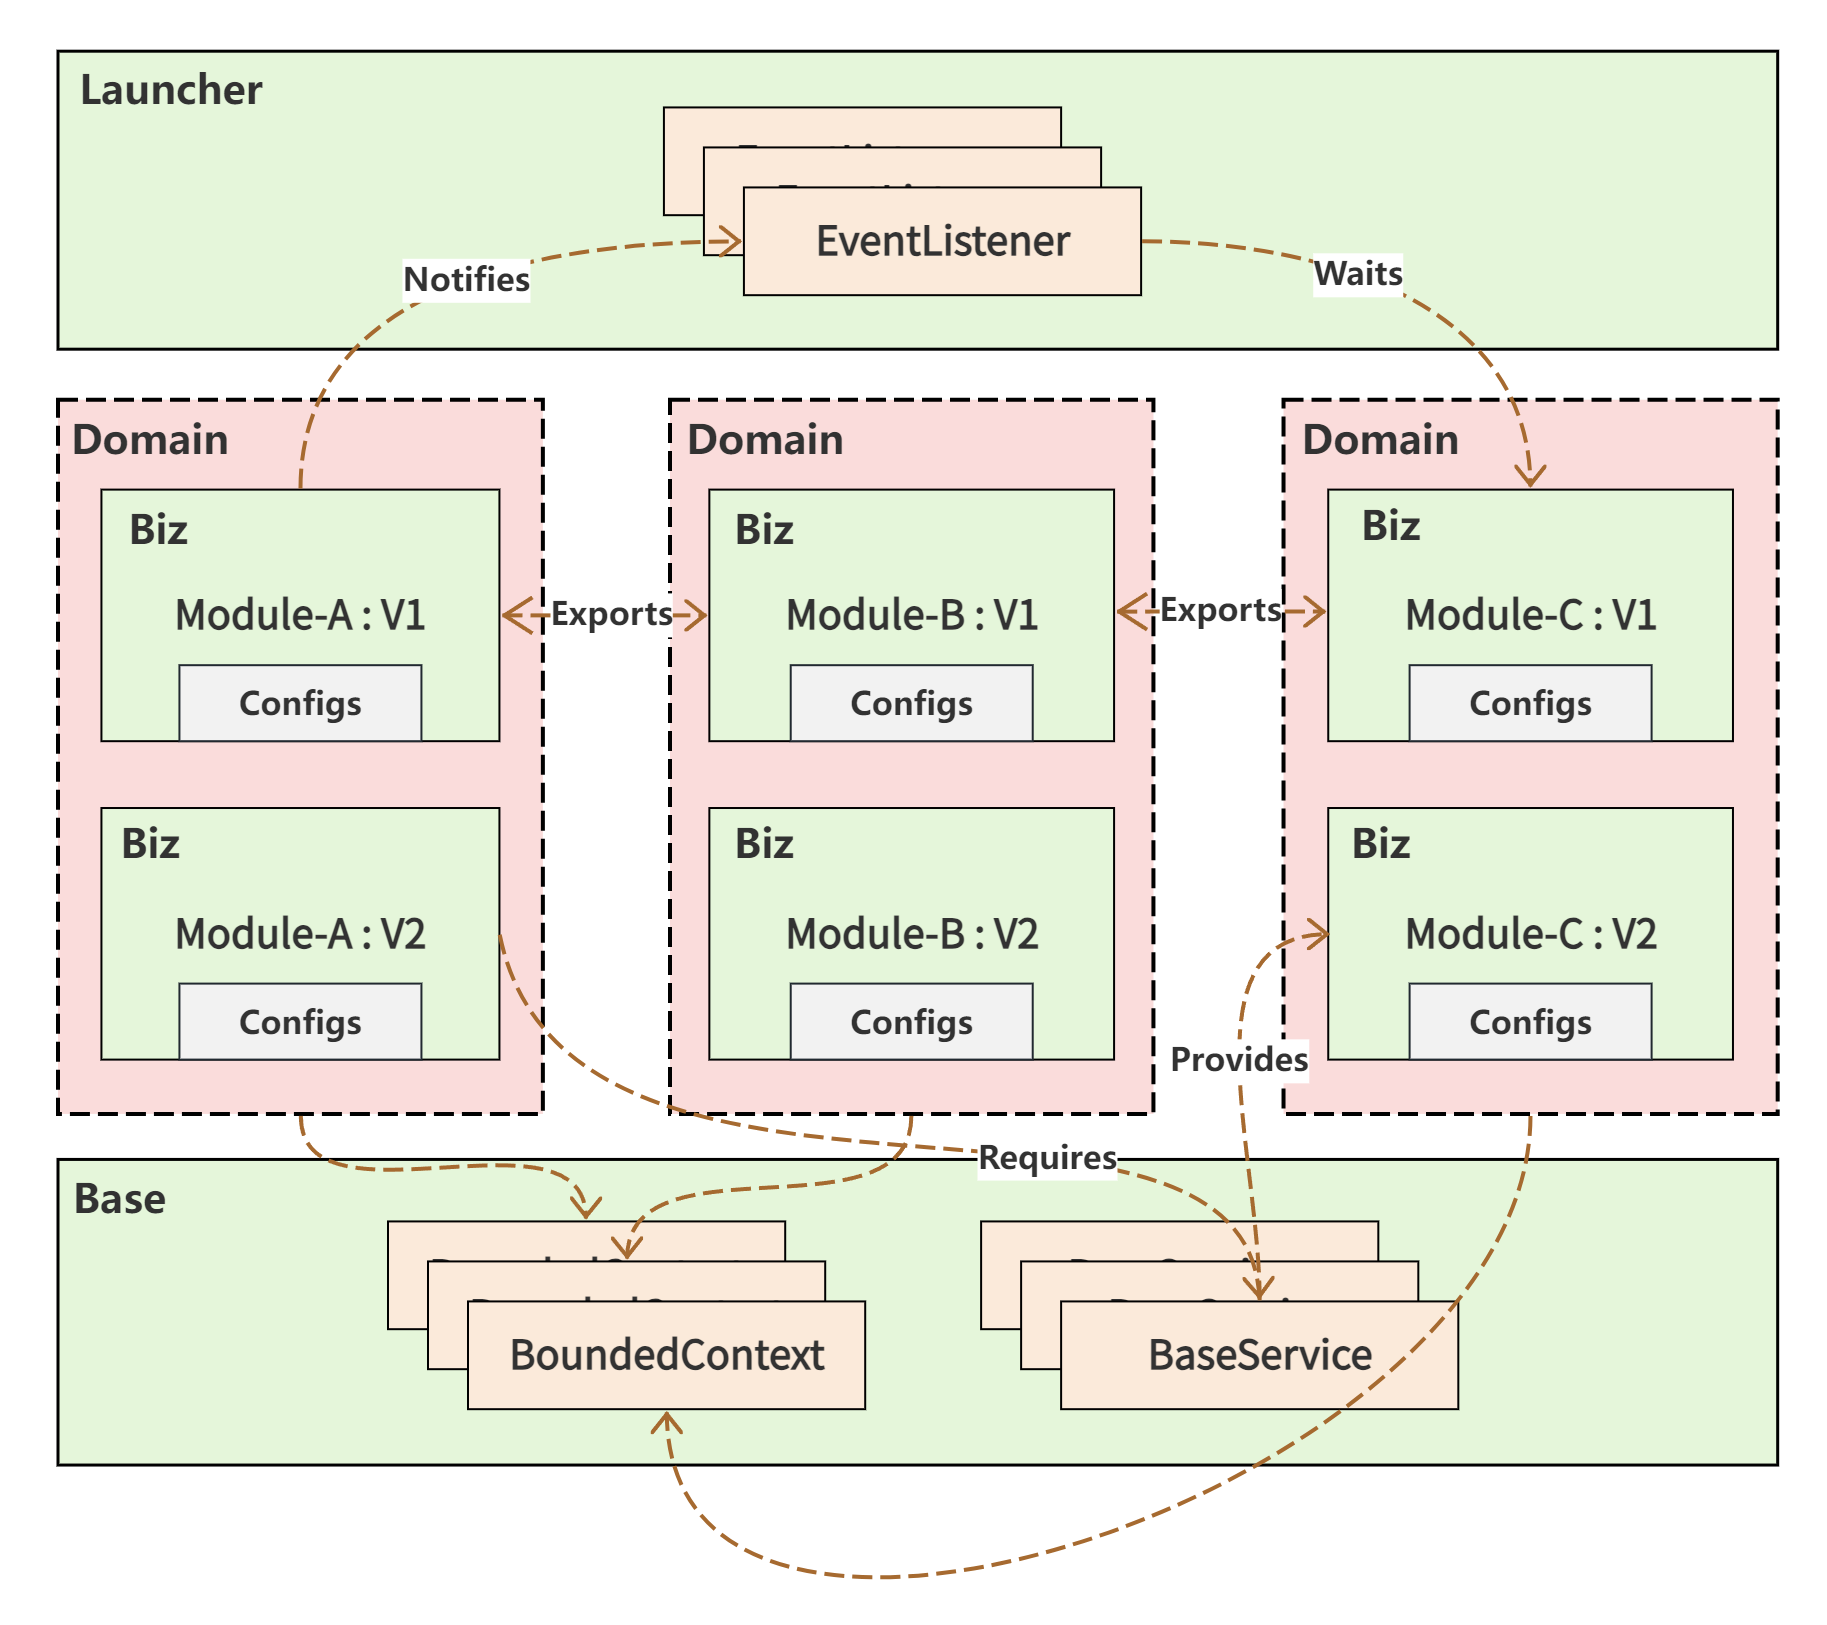 Launcher
EventListener
Notifies
Waits
Domain
Domain
Domain
Biz
Module-A : V1
Configs
Exports
Biz
Module-B : V1
Configs
Exports
Biz
Module-C : V1
Configs
Biz
Module-A : V2
Configs
Biz
Module-B : V2
Configs
Biz
Module-C : V2
Configs
Provides
Requires
Base
BoundedContext
BaseService